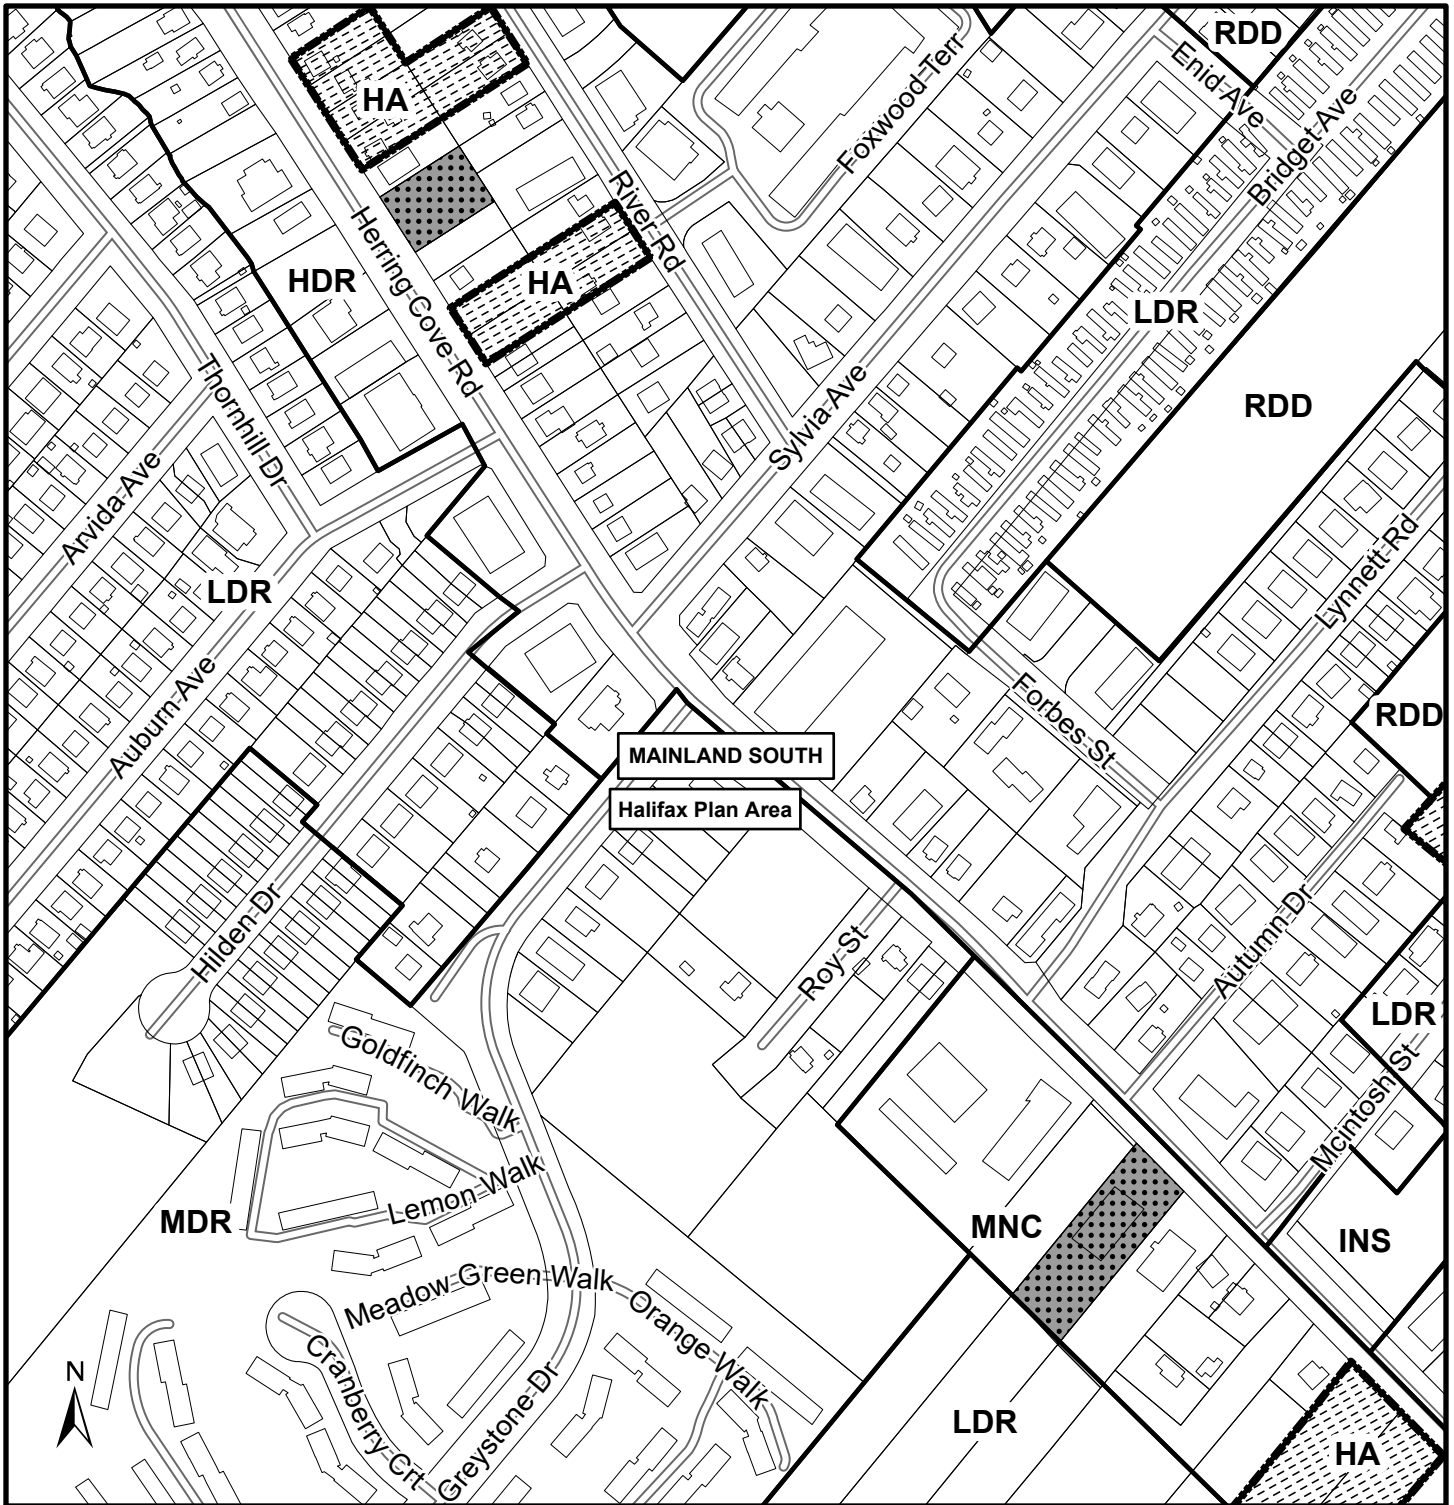 RDD
Enid Ave
HA
Foxwood Terr
Bridget Ave
River Rd
Herring Cove Rd
HDR
HA
LDR
Thornhill Dr
Sylvia Ave
RDD
Arvida Ave
LDR
Lynnett Rd
Auburn Ave
Forbes St
RDD
MAINLAND SOUTH
Halifax Plan Area
Hilden Dr
Roy St
Autumn Dr
LDR
Goldfinch Walk
Mcintosh St
Lemon Walk
MDR
MNC
INS
Meadow Green Walk
Orange Walk
Cranberry Crt
Greystone Dr
N
LDR
HA